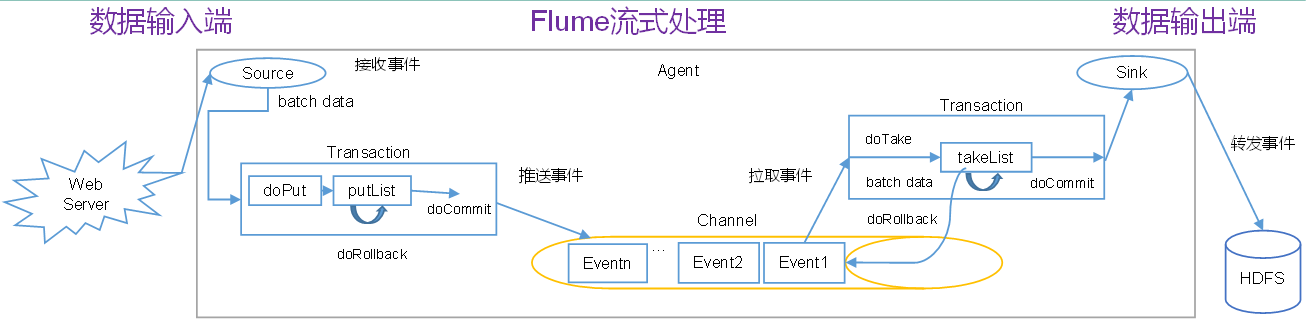 数据输入端
Flume流式处理
数据输出端
Source
接收事件
Agent
Sink
batch data
Transaction
Transaction
doTake
takeList
转发事件
Web
Server
doPut
putList
doCommit
推送事件
拉取事件
batch data
doCommit
doRollback
Channel
doRollback
Eventn
...
Event2
Event1
HDFS